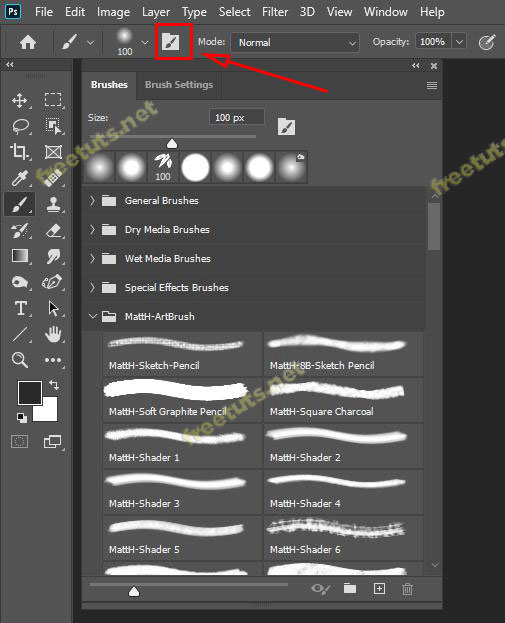 Ps File Edit Image Layer Type Select Filter 3D View Window Help
100 Mode: Normal Opacity: 100%
Brushes Brush Settings
Size: 100 px
freetuts.net
freetuts.net
100
General Brushes
Dry Media Brushes
Wet Media Brushes
Special Effects Brushes
MattH-ArtBrush
MattH-Sketch-Pencil MattH-8B-Sketch Pencil
freetuts.net
MattH-Soft Graphite Pencil MattH-Square Charcoal
MattH-Shader 1 MattH-Shader 2
MattH-Shader 3 MattH-Shader 4
MattH-Shader 5 MattH-Shader 6